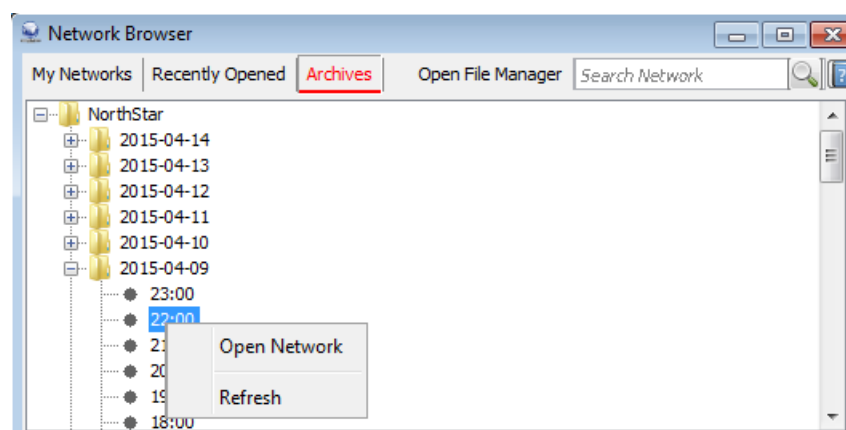 Network Browser
My Networks Recently Opened Archives Open File Manager Search Network
NorthStar
2015-04-14
2015-04-13
2015-04-12
2015-04-11
2015-04-10
2015-04-09
23:00
22:00
Open Network
Refresh
18:00